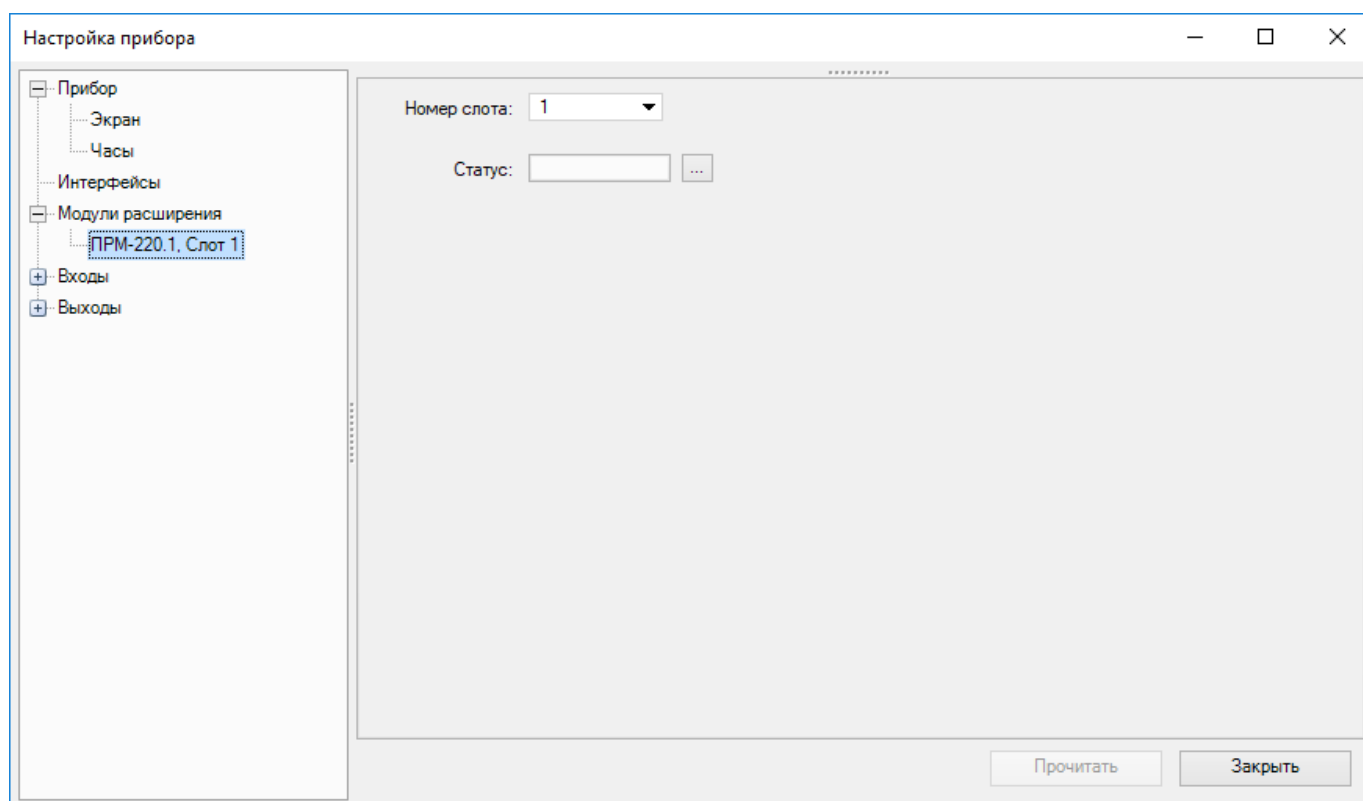 Настройка прибора
Прибор
Экран
Часы
Интерфейсы
Модули расширения
ПРМ-220.1, Слот 1
Входы
Выходы
Номер слота: 1
Статус: ...
Прочитать Закрыть